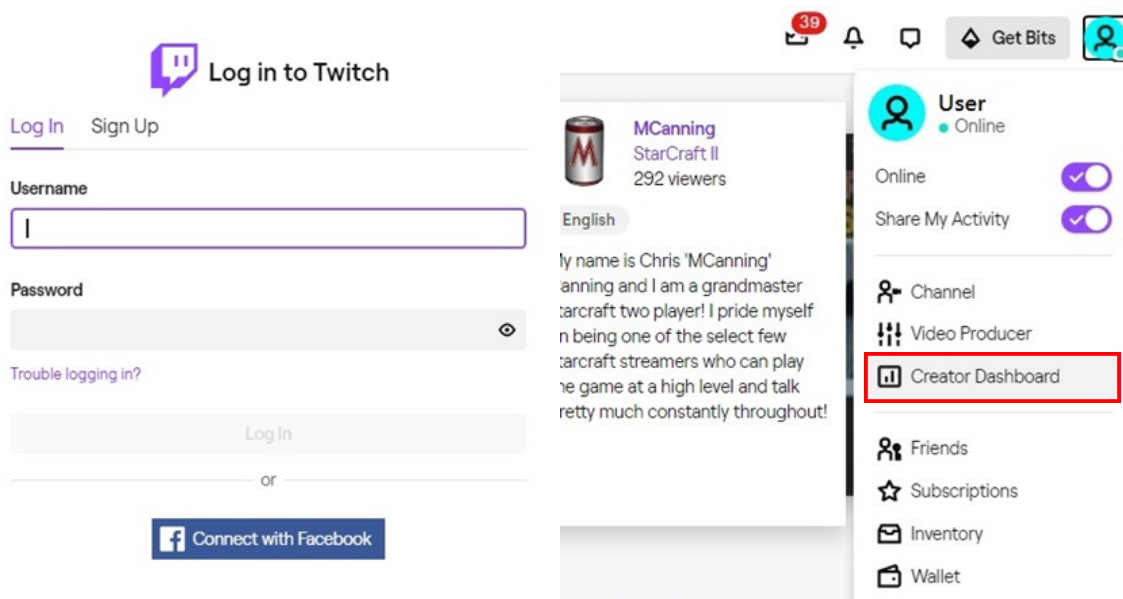 Log in to Twitch
Log In Sign Up
Username
Password
Trouble logging in?
Log In
or
Connect with Facebook
39
Get Bits
MCanning
StarCraft II
292 viewers
English
ly name is Chris 'MCanning'
anning and I am a grandmaster
tarcraft two player! I pride myself
n being one of the select few
tarcraft streamers who can play
he game at a high level and talk
retty much constantly throughout!
User
Online
Online
Share My Activity
Channel
Video Producer
Creator Dashboard
Friends
Subscriptions
Inventory
Wallet